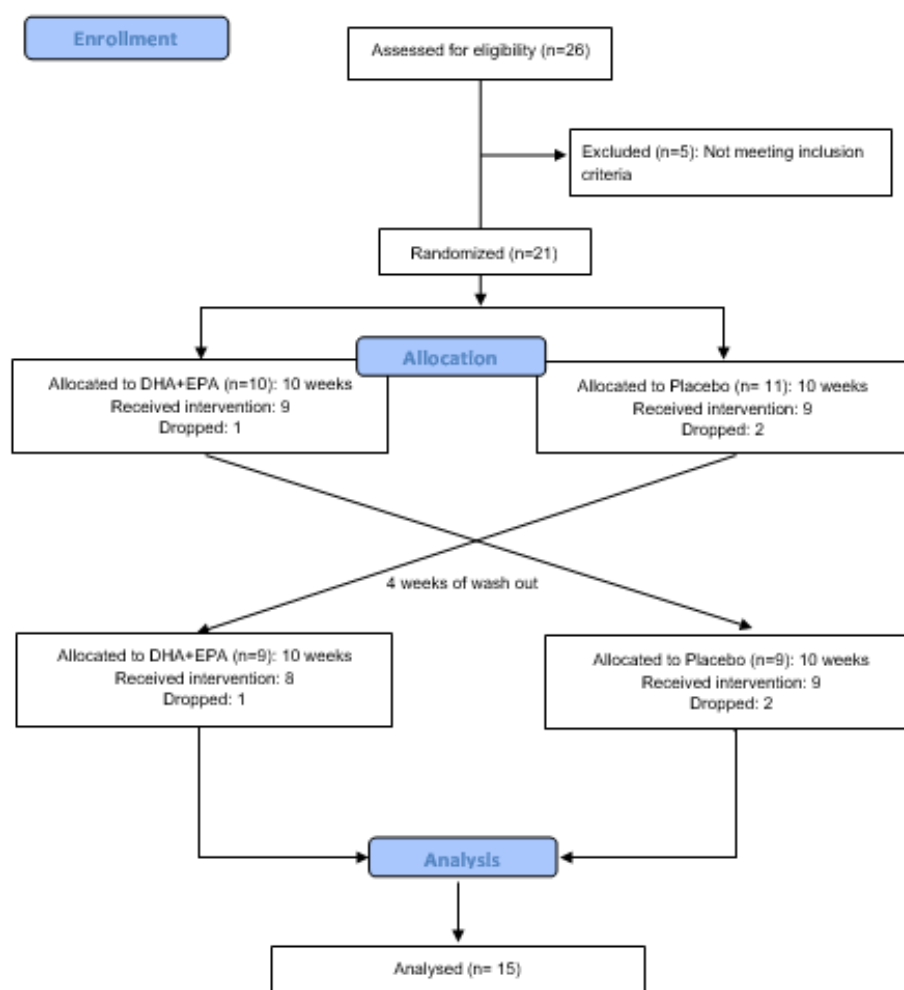 Enrollment
Assessed for eligibility (n=26)
Excluded (n=5): Not meeting inclusion
criteria
Randomized (n=21)
Allocation
Allocated to DHA+EPA (n=10): 10 weeks
Received intervention: 9
Dropped: 1
Allocated to Placebo (n= 11): 10 weeks
Received intervention: 9
Dropped: 2
4 weeks of wash out
Allocated to DHA+EPA (n=9): 10 weeks
Received intervention: 8
Dropped: 1
Allocated to Placebo (n=9): 10 weeks
Received intervention: 9
Dropped: 2
Analysis
Analysed (n= 15)